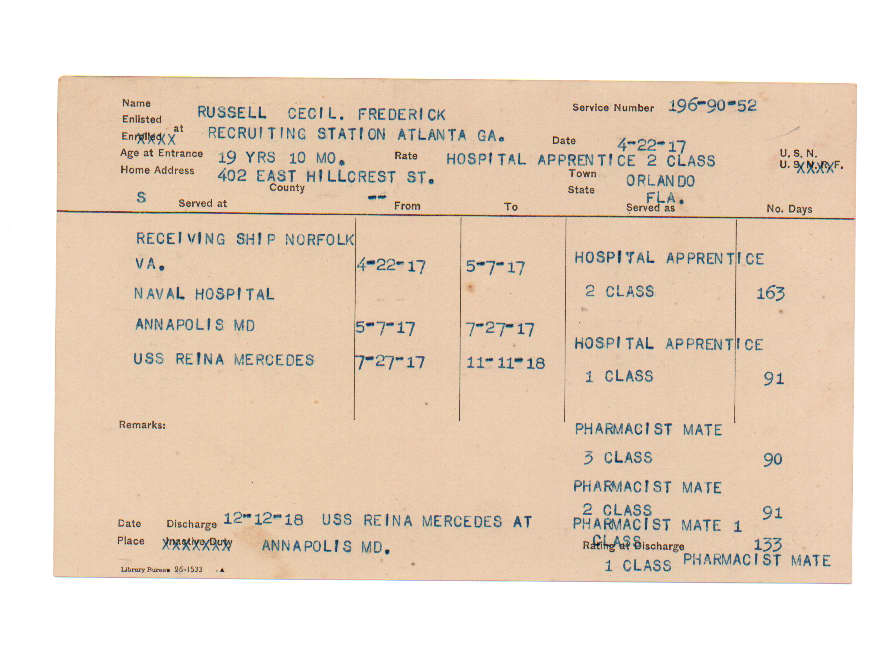 Name RUSSELL CECIL. FREDERICK Service Number 196-90-52
Enlisted
Enrolled at RECRUITING STATION ATLANTA GA. Date 4-22-17
Age at Entrance 19 YRS 10 MO. Rate HOSPITAL APPRENTICE 2 CLASS U. S. N.
U. S. N. R. F.
Home Address 402 EAST HILLCREST ST. Town ORLANDO
S County -- State FLA.
Served at From To Served as No. Days
RECEIVING SHIP NORFOLK
VA. 4-22-17 5-7-17 HOSPITAL APPRENTICE
NAVAL HOSPITAL 2 CLASS 163
ANNAPOLIS MD 5-7-17 7-27-17
HOSPITAL APPRENTICE
USS REINA MERCEDES 7-27-17 11-11-18
1 CLASS 91
Remarks: PHARMACIST MATE
3 CLASS 90
PHARMACIST MATE
2 CLASS 91
Date Discharge 12-12-18 USS REINA MERCEDES AT PHARMACIST MATE 1
CLASS 133
Place Inactive Duty ANNAPOLIS MD. Rating at Discharge
1 CLASS PHARMACIST MATE
Library Bureau 26-1533 A